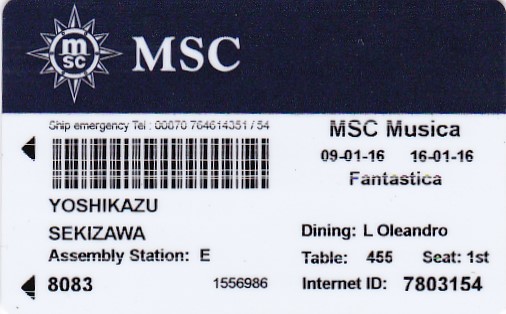 msc
MSC
Ship emergency Tel : 00870 764614351 / 54
MSC Musica
09-01-16 16-01-16
Fantastica
YOSHIKAZU
SEKIZAWA
Dining: L Oleandro
Assembly Station: E
Table: 455 Seat: 1st
8083
1556986
Internet ID: 7803154